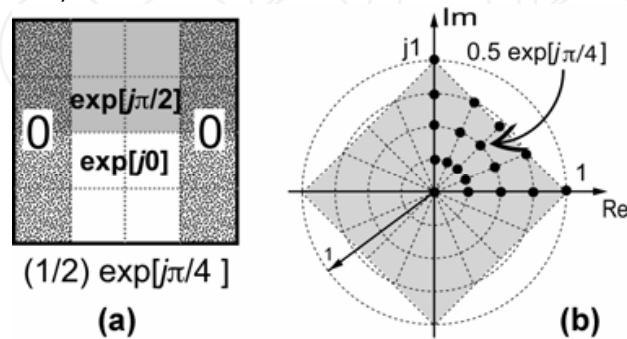 exp[jπ/2]
0
0
exp[j0]
(1/2) exp[jπ/4 ]
(a)
Im
j1
0.5 exp[jπ/4]
1
Re
1
(b)